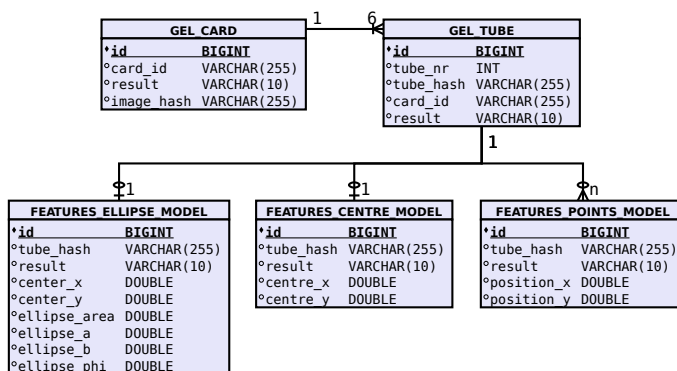 1 6
GEL_CARD
id BIGINT
card_id VARCHAR(255)
result VARCHAR(10)
image_hash VARCHAR(255)
GEL_TUBE
id BIGINT
tube_nr INT
tube_hash VARCHAR(255)
card_id VARCHAR(255)
result VARCHAR(10)
1
1 1 n
FEATURES_ELLIPSE_MODEL
id BIGINT
tube_hash VARCHAR(255)
result VARCHAR(10)
center_x DOUBLE
center_y DOUBLE
ellipse_area DOUBLE
ellipse_a DOUBLE
ellipse_b DOUBLE
ellipse_phi DOUBLE
FEATURES_CENTRE_MODEL
id BIGINT
tube_hash VARCHAR(255)
result VARCHAR(10)
centre_x DOUBLE
centre_y DOUBLE
FEATURES_POINTS_MODEL
id BIGINT
tube_hash VARCHAR(255)
result VARCHAR(10)
position_x DOUBLE
position_y DOUBLE